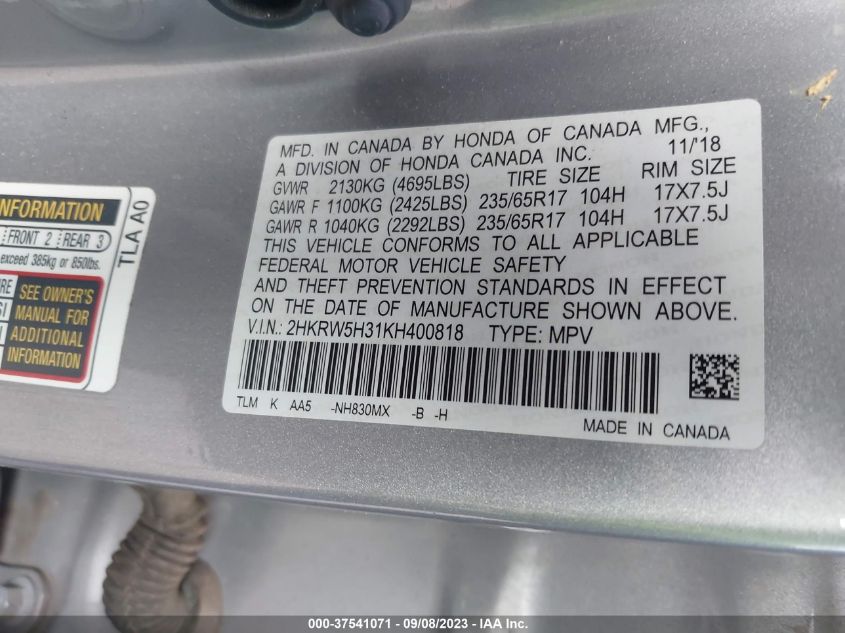 MFD. IN CANADA BY HONDA OF CANADA MFG.,
A DIVISION OF HONDA CANADA INC. 11/'18
GVWR 2130KG (4695LBS) TIRE SIZE RIM SIZE
GAWR F 1100KG (2425LBS) 235/65R17 104H 17X7.5J
GAWR R 1040KG (2292LBS) 235/65R17 104H 17X7.5J
THIS VEHICLE CONFORMS TO ALL APPLICABLE
FEDERAL MOTOR VEHICLE SAFETY
AND THEFT PREVENTION STANDARDS IN EFFECT
ON THE DATE OF MANUFACTURE SHOWN ABOVE.
V.I.N.: 2HKRW5H31KH400818 TYPE: MPV
TLM K AA5 -NH830MX -B -H
MADE IN CANADA
INFORMATION
FRONT 2 REAR 3
exceed 385kg or 850lbs.
SEE OWNER'S
MANUAL FOR
ADDITIONAL
INFORMATION
TLA A0
000-37541071 - 09/08/2023 - IAA Inc.